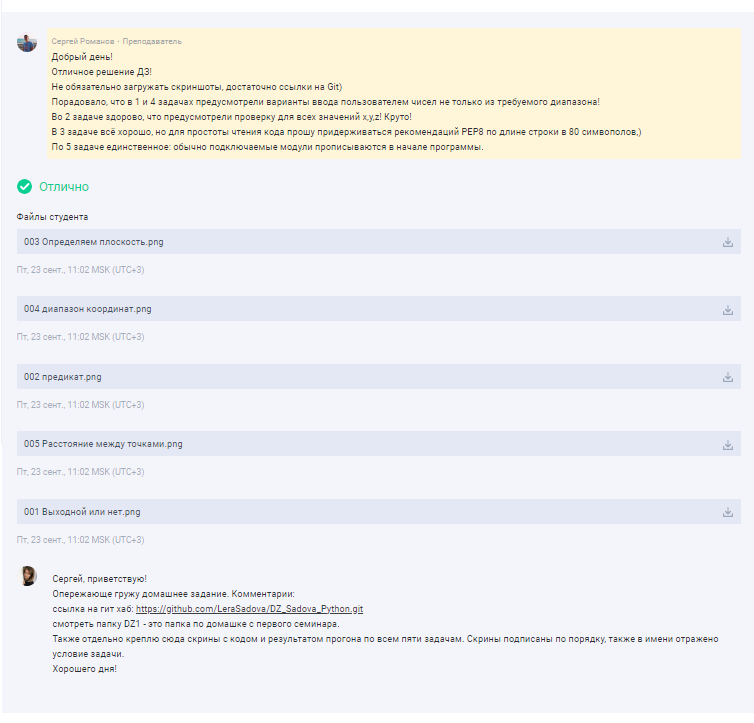 Сергей Романов · Преподаватель
Добрый день!
Отличное решение ДЗ!
Не обязательно загружать скриншоты, достаточно ссылки на Git)
Порадовало, что в 1 и 4 задачах предусмотрели варианты ввода пользователем чисел не только из требуемого диапазона!
Во 2 задаче здорово, что предусмотрели проверку для всех значений x,y,z! Круто!
В 3 задаче всё хорошо, но для простоты чтения кода прошу придерживаться рекомендаций PEP8 по длине строки в 80 символов,)
По 5 задаче единственное: обычно подключаемые модули прописываются в начале программы.
Отлично
Файлы студента
003 Определяем плоскость.png
Пт, 23 сент., 11:02 MSK (UTC+3)
004 диапазон координат.png
Пт, 23 сент., 11:02 MSK (UTC+3)
002 предикат.png
Пт, 23 сент., 11:02 MSK (UTC+3)
005 Расстояние между точками.png
Пт, 23 сент., 11:02 MSK (UTC+3)
001 Выходной или нет.png
Пт, 23 сент., 11:02 MSK (UTC+3)
Сергей, приветствую!
Опережающе гружу домашнее задание. Комментарии:
ссылка на гит хаб: https://github.com/LeraSadova/DZ_Sadova_Python.git
смотреть папку DZ1 - это папка по домашке с первого семинара.
Также отдельно креплю сюда скрины с кодом и результатом прогона по всем пяти задачам. Скрины подписаны по порядку, также в имени отражено
условие задачи.
Хорошего дня!